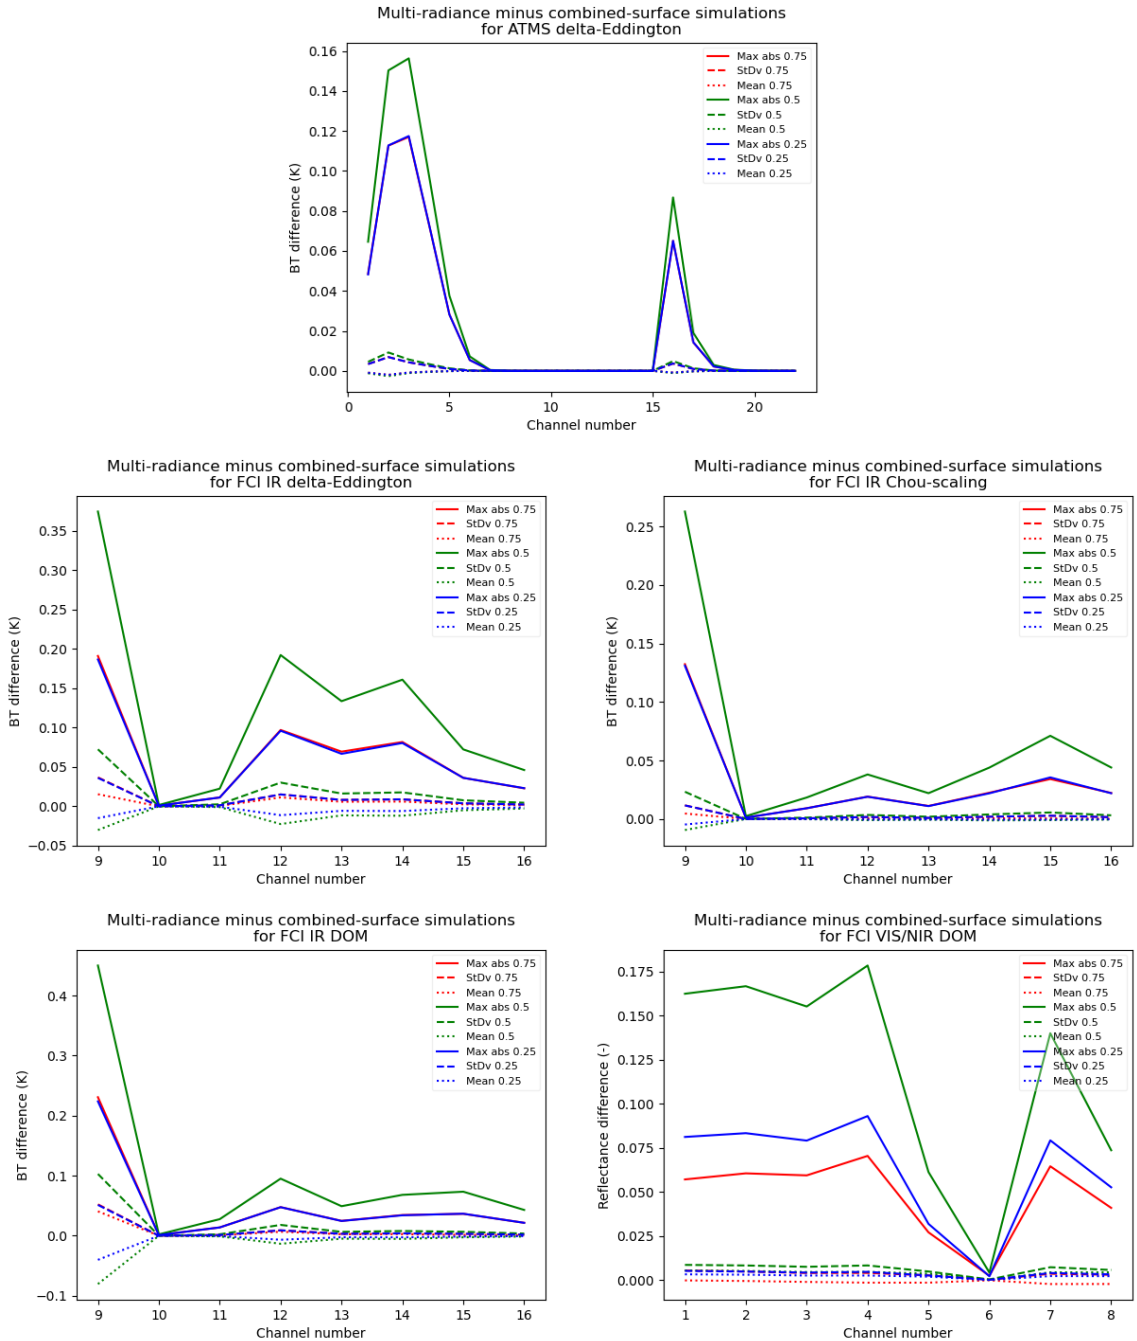 Multi-radiance minus combined-surface simulations
for ATMS delta-Eddington
BT difference (K)
0.16
0.14
0.12
0.10
0.08
0.06
0.04
0.02
0.00
Max abs 0.75
StDv 0.75
Mean 0.75
Max abs 0.5
StDv 0.5
Mean 0.5
Max abs 0.25
StDv 0.25
Mean 0.25
0 5 10 15 20
Channel number
Multi-radiance minus combined-surface simulations
for FCI IR delta-Eddington
BT difference (K)
0.35
0.30
0.25
0.20
0.15
0.10
0.05
0.00
−0.05
Max abs 0.75
StDv 0.75
Mean 0.75
Max abs 0.5
StDv 0.5
Mean 0.5
Max abs 0.25
StDv 0.25
Mean 0.25
9 10 11 12 13 14 15 16
Channel number
Multi-radiance minus combined-surface simulations
for FCI IR Chou-scaling
BT difference (K)
0.25
0.20
0.15
0.10
0.05
0.00
Max abs 0.75
StDv 0.75
Mean 0.75
Max abs 0.5
StDv 0.5
Mean 0.5
Max abs 0.25
StDv 0.25
Mean 0.25
9 10 11 12 13 14 15 16
Channel number
Multi-radiance minus combined-surface simulations
for FCI IR DOM
BT difference (K)
0.4
0.3
0.2
0.1
0.0
−0.1
Max abs 0.75
StDv 0.75
Mean 0.75
Max abs 0.5
StDv 0.5
Mean 0.5
Max abs 0.25
StDv 0.25
Mean 0.25
9 10 11 12 13 14 15 16
Channel number
Multi-radiance minus combined-surface simulations
for FCI VIS/NIR DOM
Reflectance difference (-)
0.175
0.150
0.125
0.100
0.075
0.050
0.025
0.000
Max abs 0.75
StDv 0.75
Mean 0.75
Max abs 0.5
StDv 0.5
Mean 0.5
Max abs 0.25
StDv 0.25
Mean 0.25
1 2 3 4 5 6 7 8
Channel number